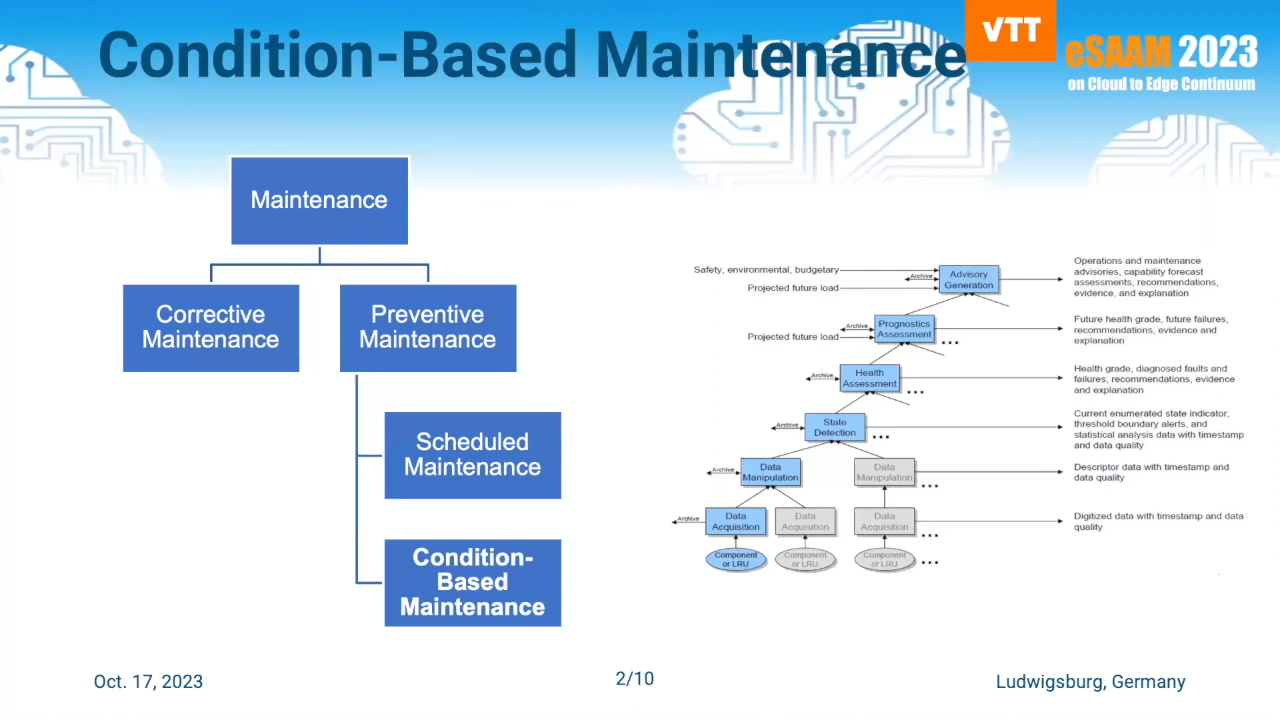 Condition-Based Maintenance
VTT
eSAAM 2023
on Cloud to Edge Continuum
Maintenance
Corrective
Maintenance
Preventive
Maintenance
Scheduled
Maintenance
Condition-
Based
Maintenance
Safety, environmental, budgetary
Archive
Projected future load
Advisory
Generation
Operations and maintenance
advisories, capability forecast
assessments, recommendations,
evidence, and explanation
Archive
Projected future load
Prognostics
Assessment
...
Future health grade, future failures,
recommendations, evidence and
explanation
Archive
Health
Assessment
...
Health grade, diagnosed faults and
failures, recommendations, evidence
and explanation
Archive
State
Detection
...
Current enumerated state indicator,
threshold boundary alerts, and
statistical analysis data with timestamp
and data quality
Archive
Data
Manipulation
Data
Manipulation
...
Descriptor data with timestamp and
data quality
Archive
Data
Acquisition
Data
Acquisition
Data
Acquisition
...
Digitized data with timestamp and data
quality
Component
or LRU
Component
or LRU
Component
or LRU
...
Oct. 17, 2023
2/10
Ludwigsburg, Germany